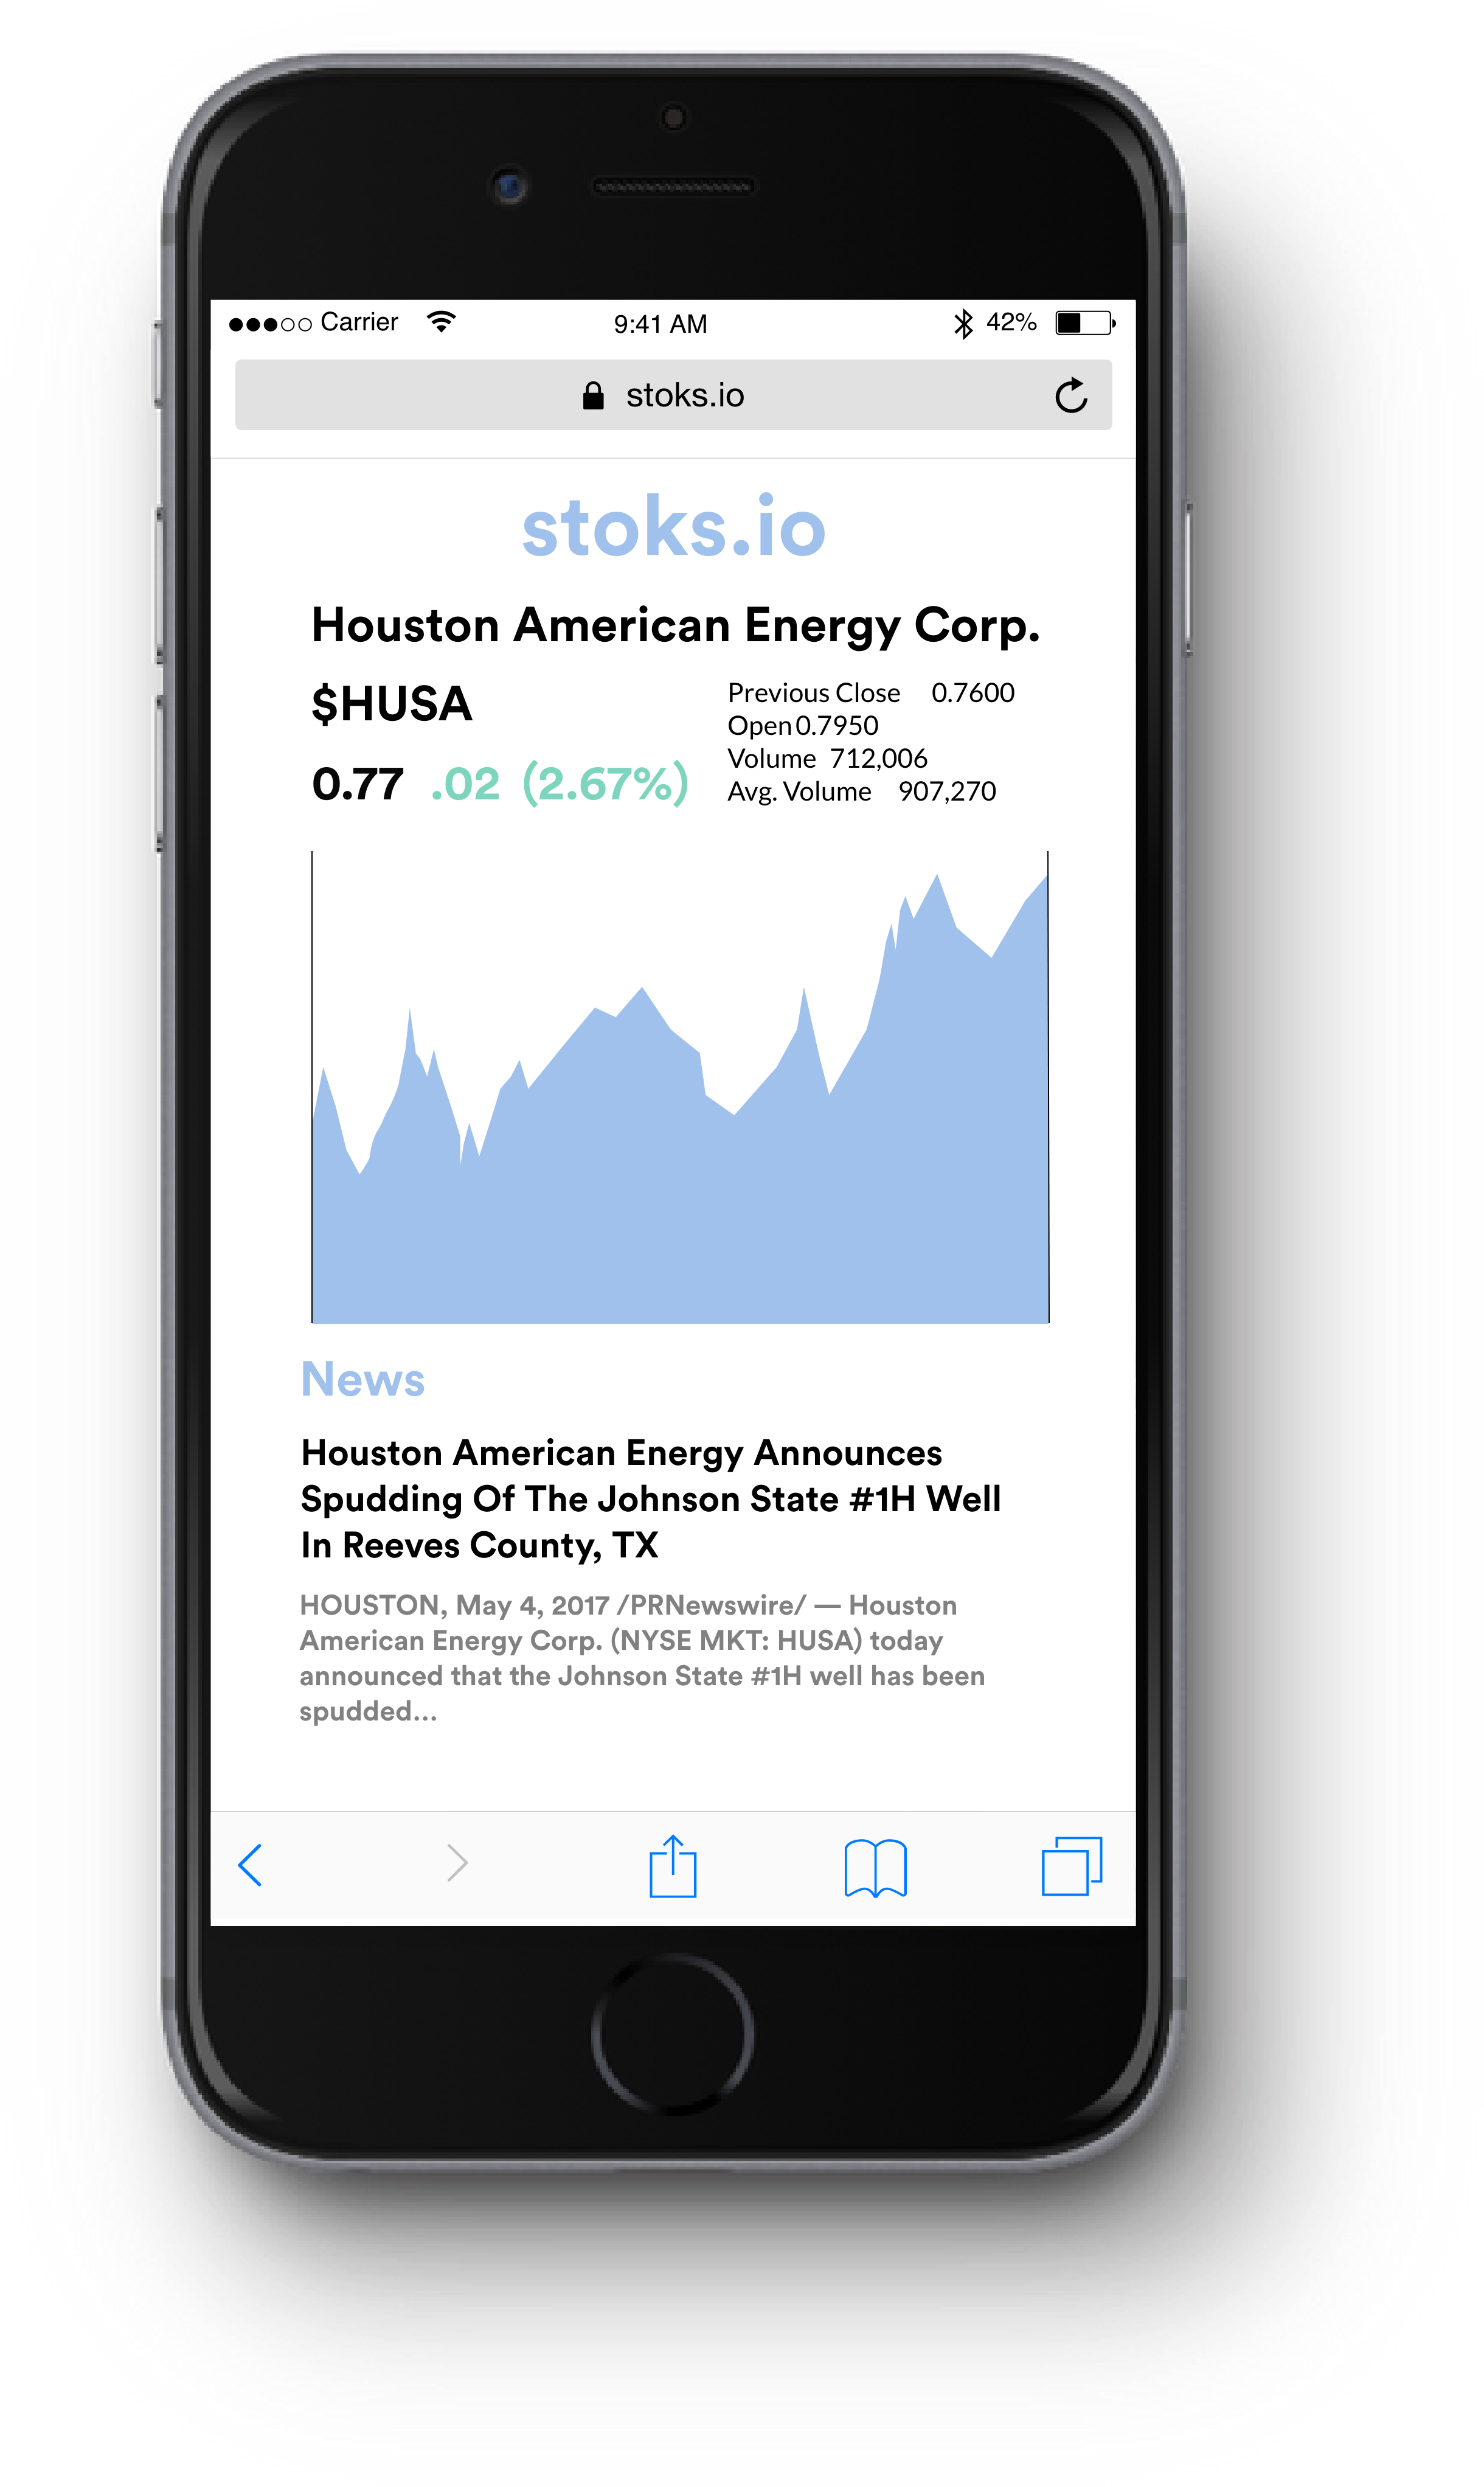 Carrier 9:41 AM 42%
stoks.io
stoks.io
Houston American Energy Corp.
$HUSA
0.77 .02 (2.67%)
Previous Close 0.7600
Open 0.7950
Volume 712,006
Avg. Volume 907,270
News
Houston American Energy Announces
Spudding Of The Johnson State #1H Well
In Reeves County, TX
HOUSTON, May 4, 2017 /PRNewswire/ — Houston
American Energy Corp. (NYSE MKT: HUSA) today
announced that the Johnson State #1H well has been
spudded...